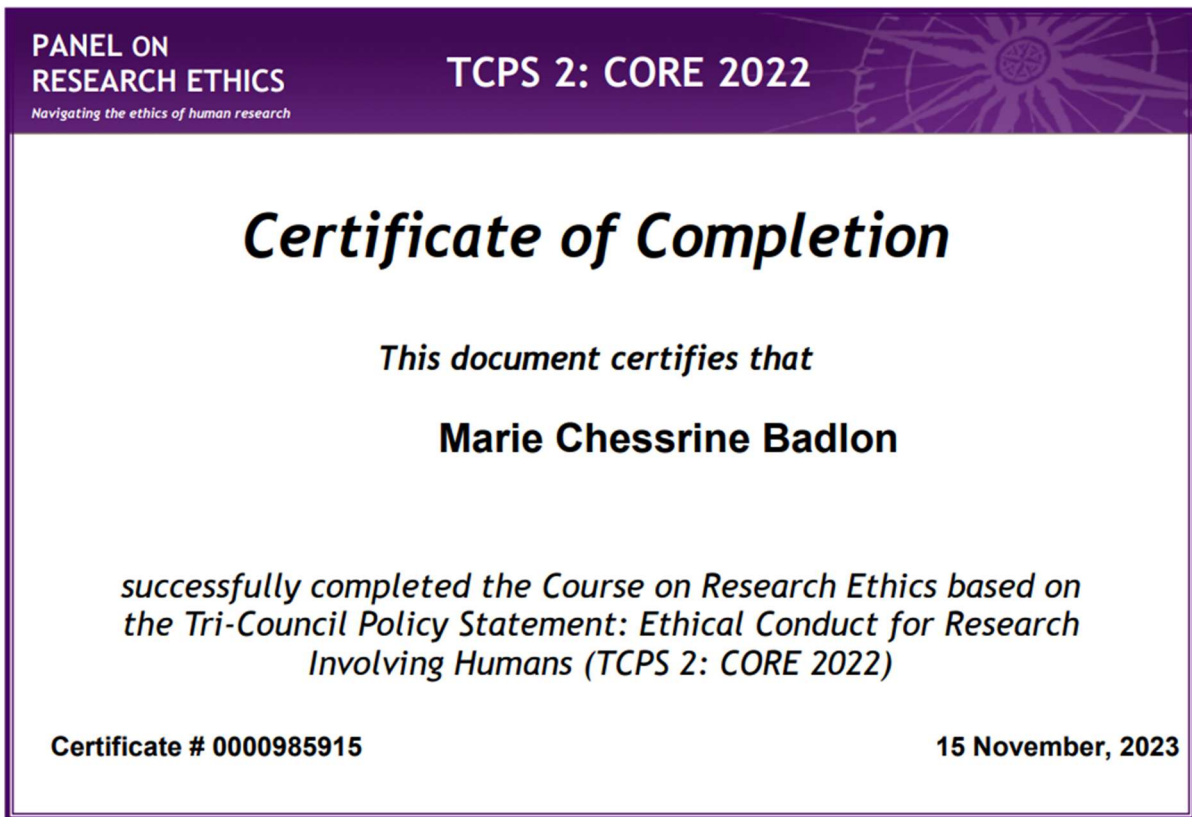 PANEL ON
RESEARCH ETHICS
Navigating the ethics of human research
TCPS 2: CORE 2022
Certificate of Completion
This document certifies that
Marie Chessrine Badlon
successfully completed the Course on Research Ethics based on
the Tri-Council Policy Statement: Ethical Conduct for Research
Involving Humans (TCPS 2: CORE 2022)
Certificate # 0000985915
15 November, 2023